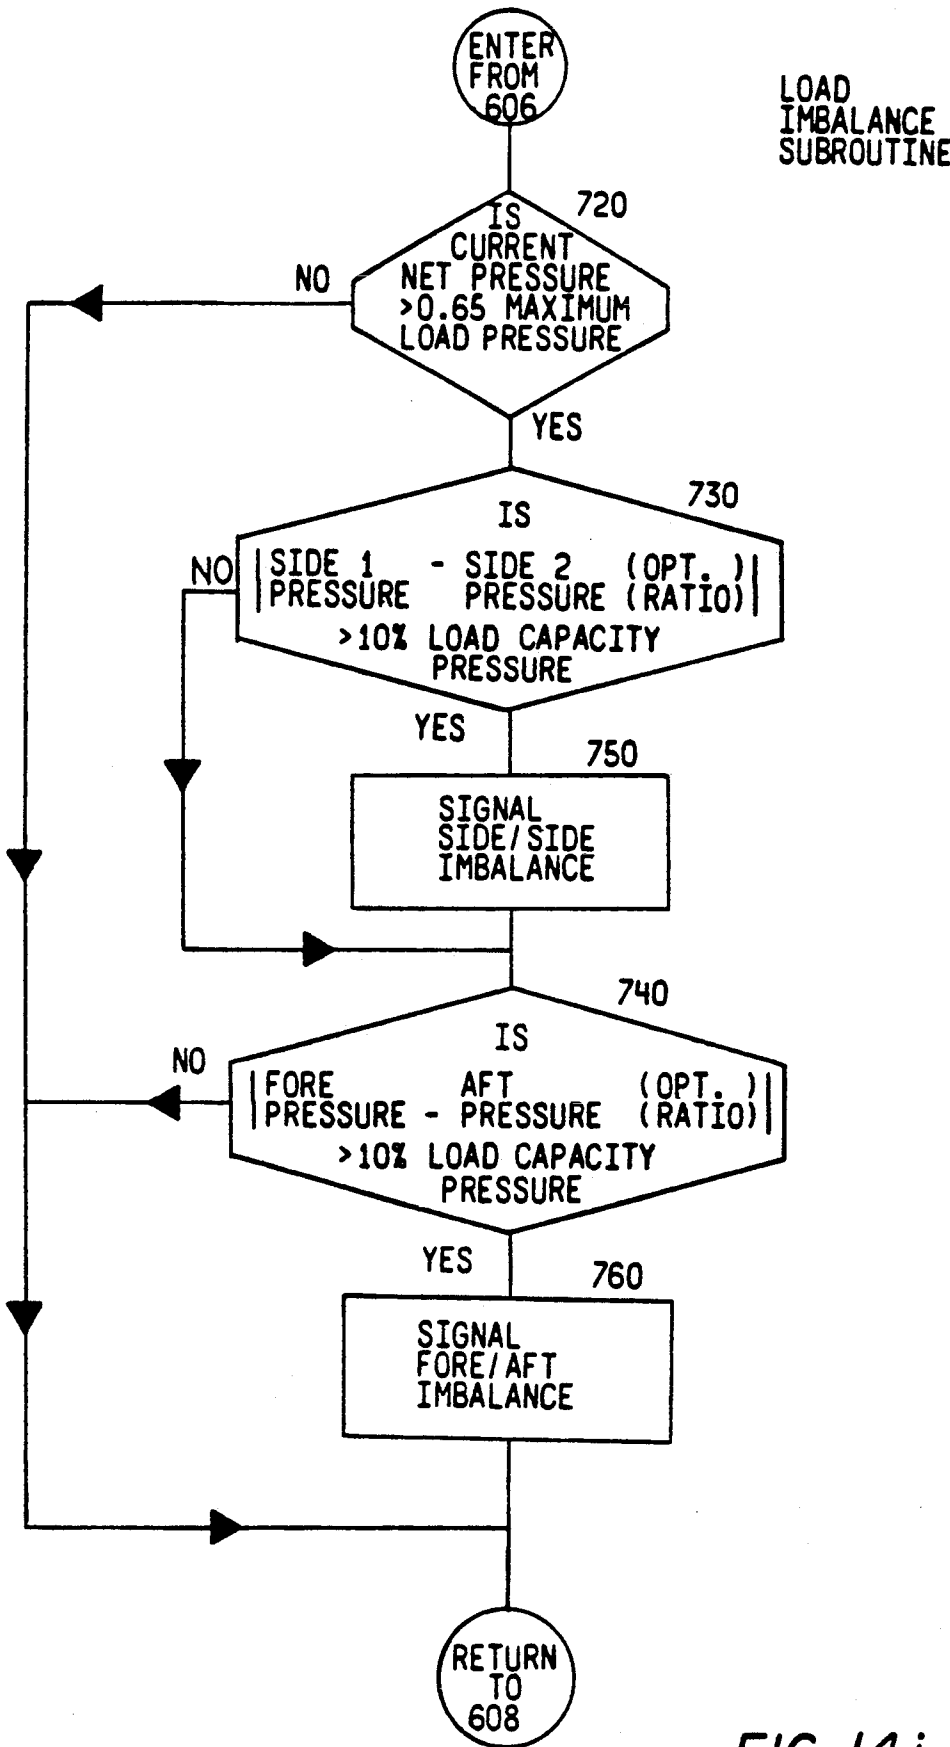 ENTER
FROM
606
LOAD
IMBALANCE
SUBROUTINE
720
IS
CURRENT
NET PRESSURE
>0.65 MAXIMUM
LOAD PRESSURE
NO
YES
730
IS
|SIDE 1 - SIDE 2 (OPT. )|
|PRESSURE PRESSURE (RATIO)|
>10% LOAD CAPACITY
PRESSURE
NO
YES
750
SIGNAL
SIDE/SIDE
IMBALANCE
740
IS
|FORE AFT (OPT. )|
|PRESSURE - PRESSURE (RATIO)|
>10% LOAD CAPACITY
PRESSURE
NO
YES
760
SIGNAL
FORE/AFT
IMBALANCE
RETURN
TO
608
FIG. 14i